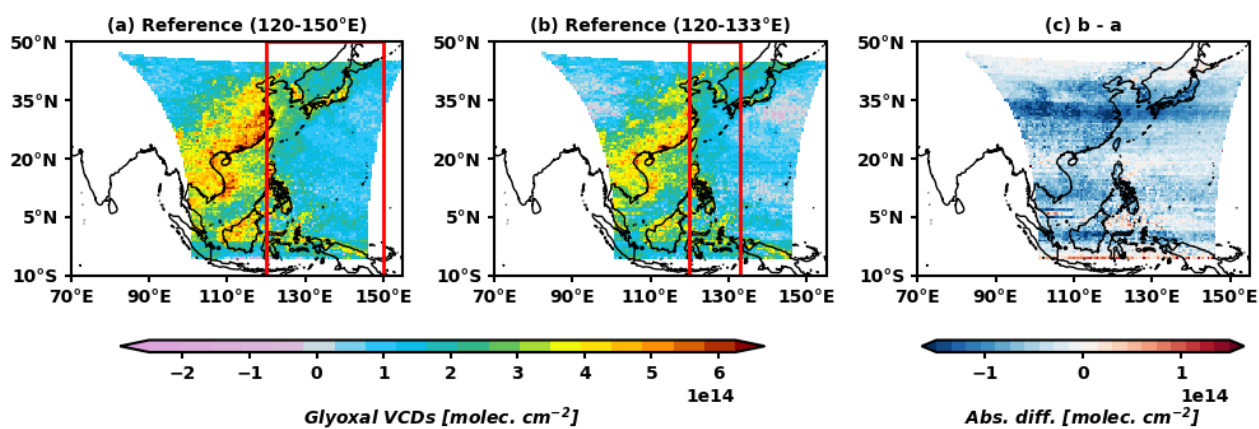 (a) Reference (120-150°E)
(b) Reference (120-133°E)
(c) b - a
50°N
35°N
20°N
5°N
10°S
70°E 90°E 110°E 130°E 150°E
50°N
35°N
20°N
5°N
10°S
70°E 90°E 110°E 130°E 150°E
50°N
35°N
20°N
5°N
10°S
70°E 90°E 110°E 130°E 150°E
−2 −1 0 1 2 3 4 5 6
1e14
Glyoxal VCDs [molec. cm⁻²]
−1 0 1
1e14
Abs. diff. [molec. cm⁻²]